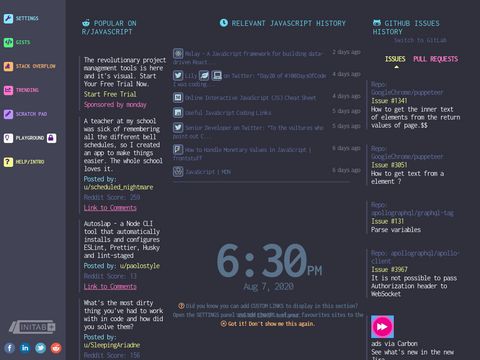 SETTINGS
GISTS
STACK OVERFLOW
TRENDING
SCRATCH PAD
PLAYGROUND
HELP/INTRO
INITAB
POPULAR ON
R/JAVASCRIPT
The revolutionary project
management tools is here
and it's visual. Start
Your Free Trial Now.
Start Free Trial
Sponsored by monday
A teacher at my school
was sick of remembering
all the different bell
schedules, so I created
an app to make things
easier. The whole school
loves it.
Posted by:
u/scheduled_nightmare
Reddit Score: 259
Link to Comments
Autoslap - a Node CLI
tool that automatically
installs and configures
ESLint, Prettier, Husky
and lint-staged
Posted by: u/paolostyle
Reddit Score: 13
Link to Comments
What's the most dirty
thing you've had to work
with in code and how did
you solve them?
Posted by:
u/SleepingAriadne
Reddit Score: 156
RELEVANT JAVASCRIPT HISTORY
Relay - A JavaScript framework for building data-
driven React...
2 days ago
Lily on Twitter: "Day20 of #100DaysOfCode
I was coding...
4 days ago
Online Interactive JavaScript (JS) Cheat Sheet
4 days ago
Useful JavaScript Coding Links
5 days ago
Senior Developer on Twitter: "To the vultures who
point out C...
5 days ago
How to Handle Monetary Values in JavaScript |
frontstuff
6 days ago
JavaScript | MDN
6 days ago
6:30PM
Aug 7, 2020
Did you know you can add CUSTOM LINKS to display in this section?
Open the SETTINGS panel
favourites sites to the
Got it! Don't show me this again.
GITHUB ISSUES
HISTORY
Switch to GitLab
ISSUES PULL REQUESTS
Repo:
GoogleChrome/puppeteer
Issue #1341
How to get the inner text
of elements from the return
values of page.$$
Repo:
GoogleChrome/puppeteer
Issue #3051
How to get text from a
element ?
Repo:
apollographql/graphql-tag
Issue #131
Parse variables
Repo: apollographql/apollo-
client
Issue #3967
It is not possible to pass
Authorization header to
WebSocket
ads via Carbon
See what's new in the new